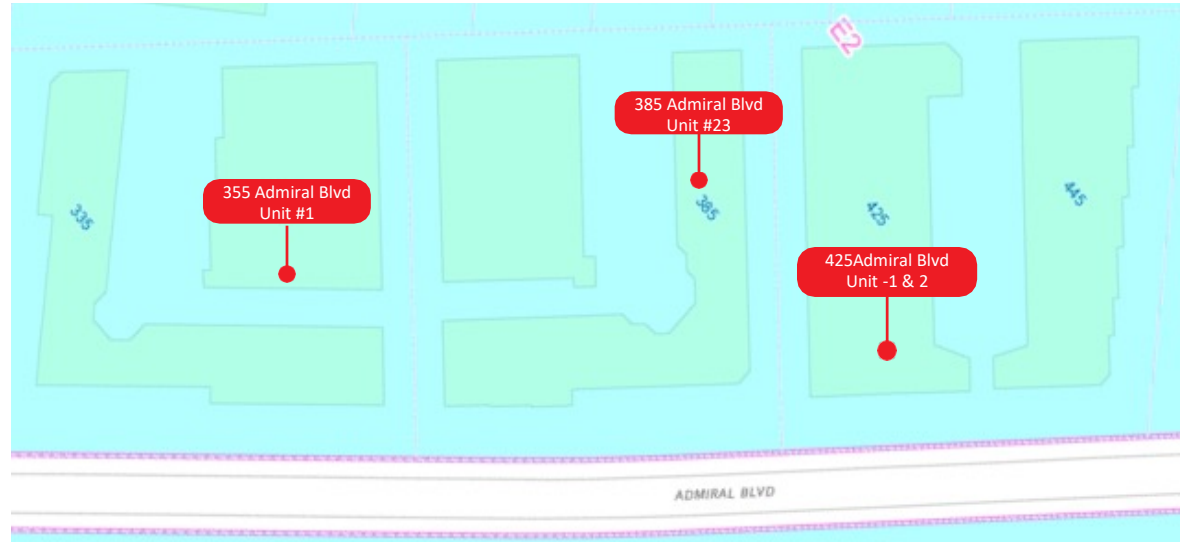 E2
385 Admiral Blvd
Unit #23
355 Admiral Blvd
Unit #1
335
385
425
445
425Admiral Blvd
Unit -1 & 2
ADMIRAL BLVD